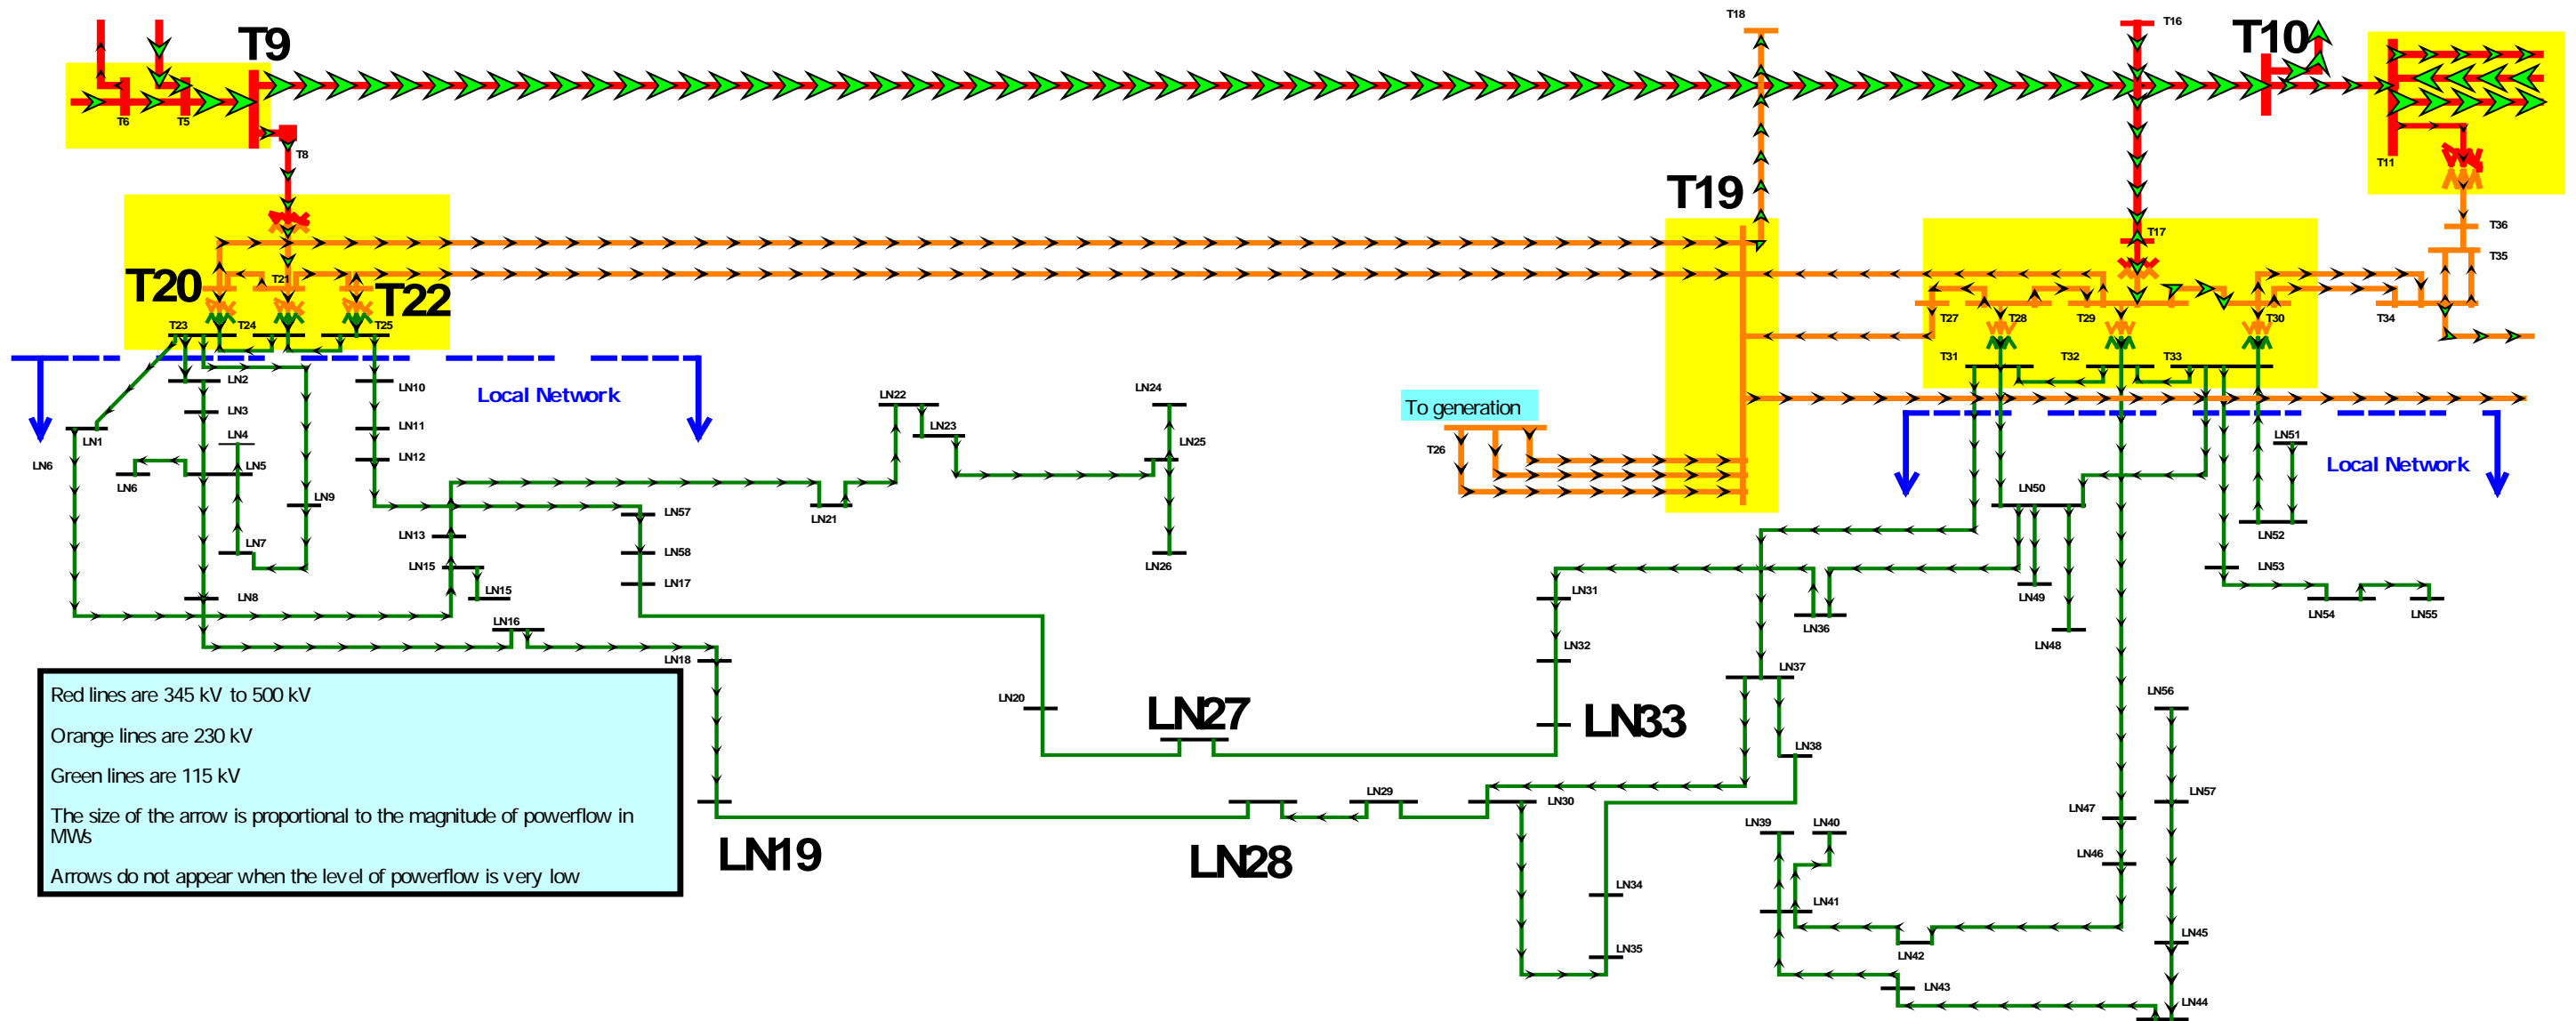 T18
T16
T9
T10
T6
T5
T8
T11
T19
T36
T17
T35
T20
T21
T22
T27
T28
T29
T30
T34
T23
T24
T25
T31
T32
T33
Local Network
LN10
LN2
LN3
LN4
LN1
LN11
LN12
LN5
LN6
LN6
LN9
LN7
LN8
LN22
LN23
LN24
LN25
LN26
LN21
To generation
T26
LN51
Local Network
LN50
LN52
LN53
LN54
LN55
LN49
LN48
LN57
LN13
LN58
LN15
LN17
LN15
LN16
LN18
LN31
LN36
LN32
LN37
LN20
LN27
LN33
LN38
LN56
LN29
LN30
LN57
LN47
LN39
LN40
LN46
LN19
LN28
LN34
LN41
LN35
LN42
LN45
LN43
LN44
Red lines are 345 kV to 500 kV
Orange lines are 230 kV
Green lines are 115 kV
The size of the arrow is proportional to the magnitude of powerflow in
MWs
Arrows do not appear when the level of powerflow is very low